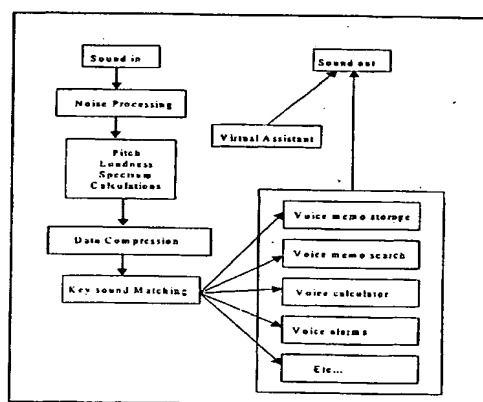 Sound in
Noise Processing
Pitch
Loudness
Spectrum
Calculations
Data Compression
Key sound Matching
Sound out
Virtual Assistant
Voice memo storage
Voice memo search
Voice calculator
Voice alarms
Etc...